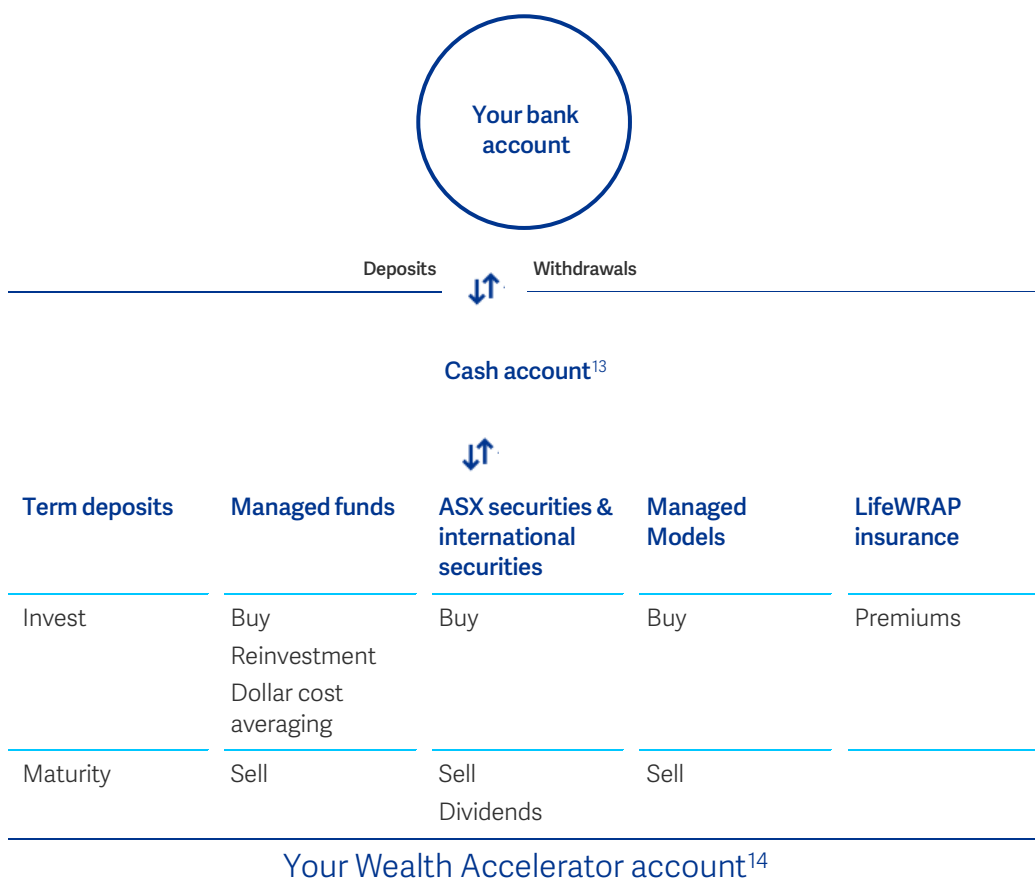 Your bank
account
Deposits
Withdrawals
Cash account13
Term deposits
Managed funds
ASX securities &
international
securities
Managed
Models
LifeWRAP
insurance
Invest
Buy
Reinvestment
Dollar cost
averaging
Buy
Buy
Premiums
Maturity
Sell
Sell
Dividends
Sell
Your Wealth Accelerator account14